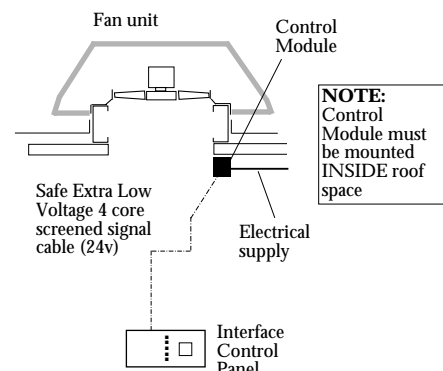 Fan unit
Control
Module
NOTE:
Control
Module must
be mounted
INSIDE roof
space
Safe Extra Low
Voltage 4 core
screened signal
cable (24v)
Electrical
supply
Interface
Control
Panel